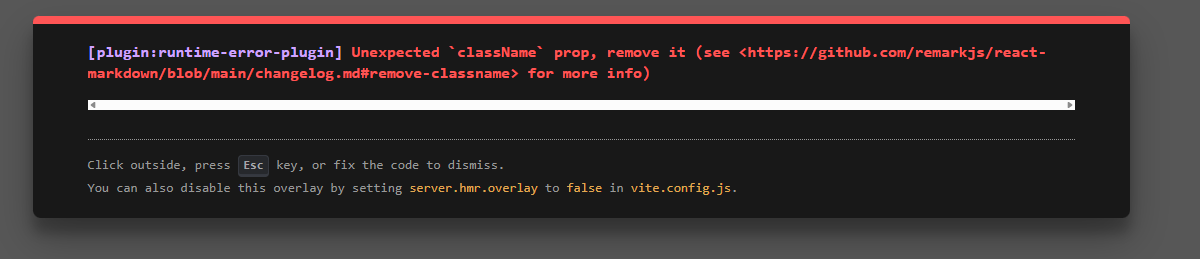 [plugin:runtime-error-plugin] Unexpected `className` prop, remove it (see <https://github.com/remarkjs/react-
markdown/blob/main/changelog.md#remove-classname> for more info)
Click outside, press Esc key, or fix the code to dismiss.
You can also disable this overlay by setting server.hmr.overlay to false in vite.config.js.